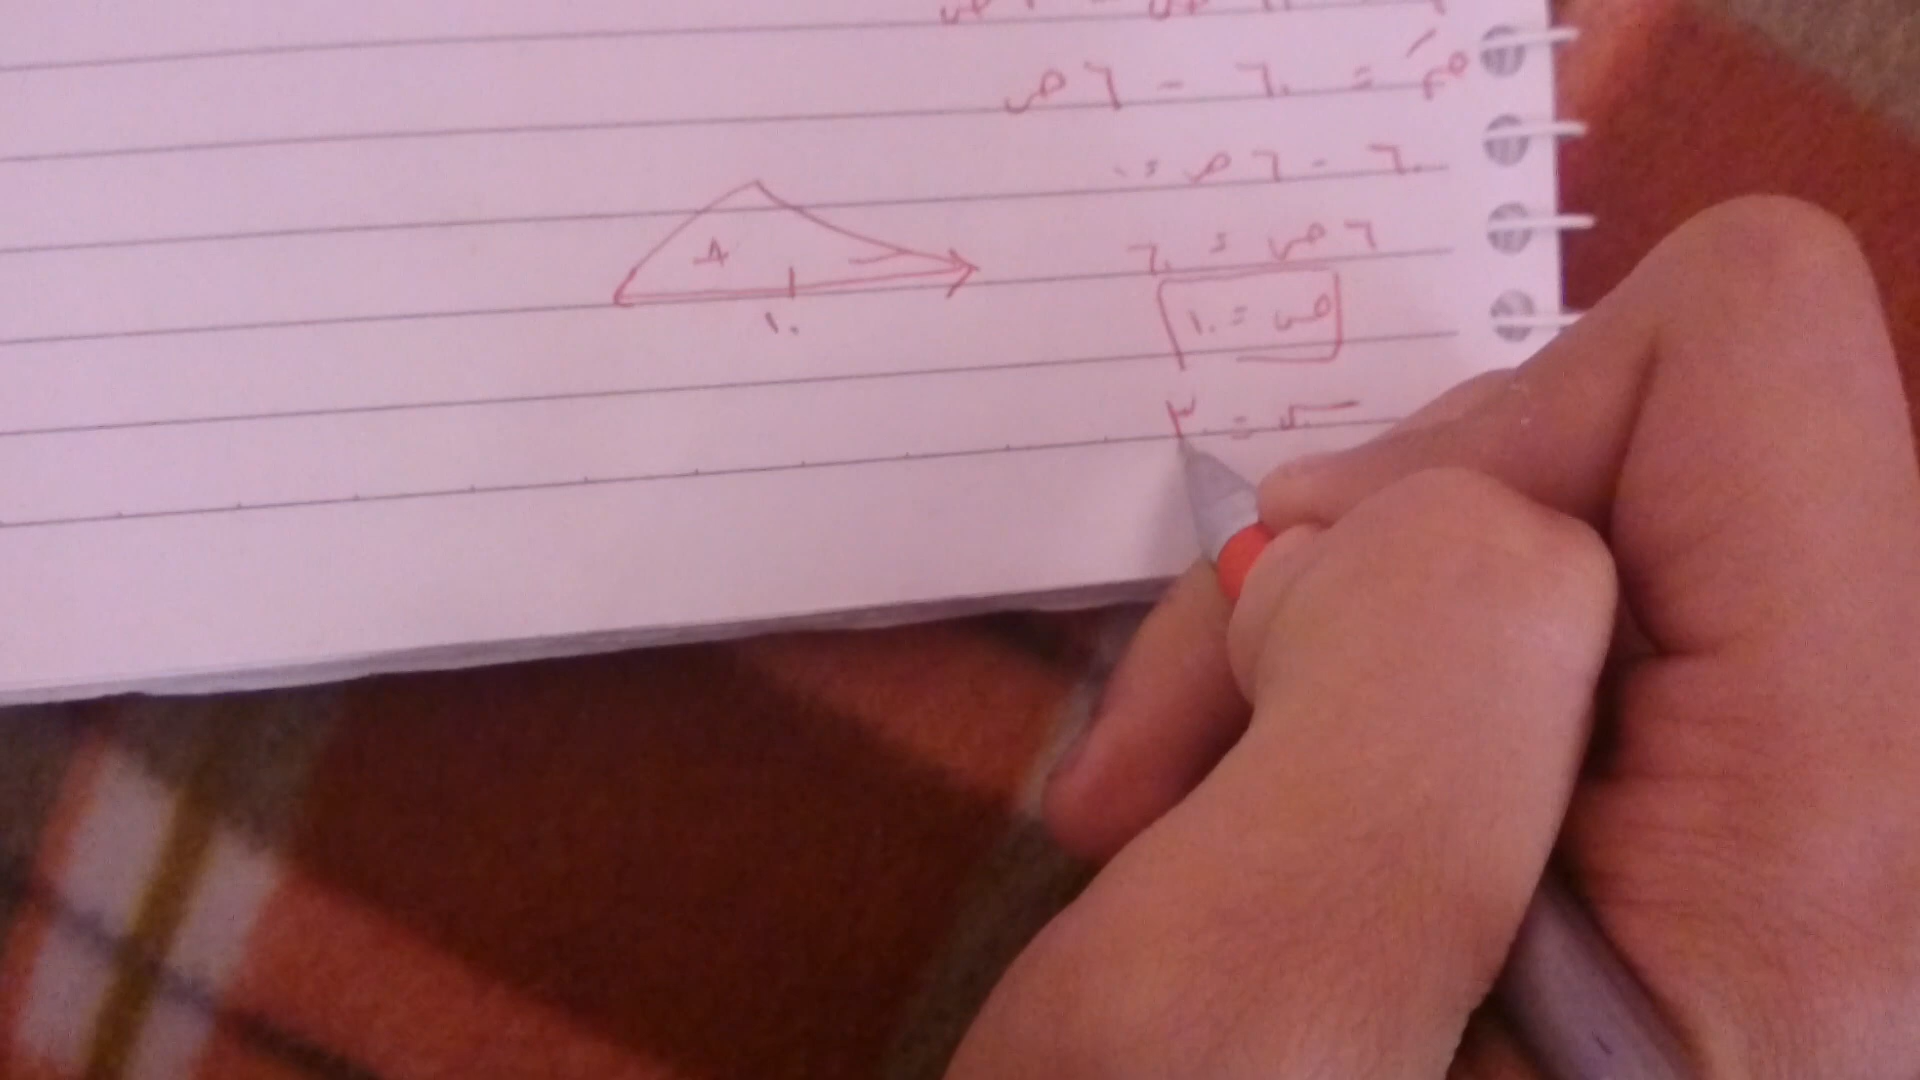 َم = ٦٠ - ٦ص
٦٠ - ٦ص = ٠
٦ص = ٦٠
ص = ١٠
+
-
١٠
س = ٣